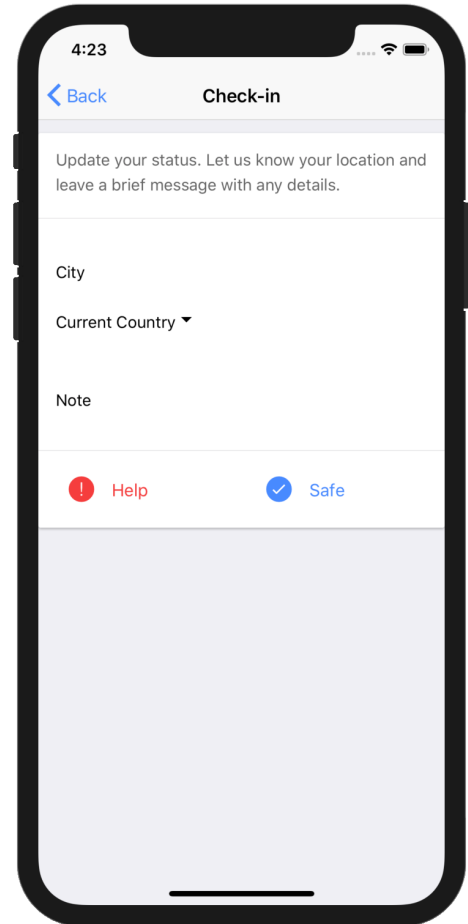 4:23
Back Check-in
Update your status. Let us know your location and
leave a brief message with any details.
City
Current Country
Note
Help Safe